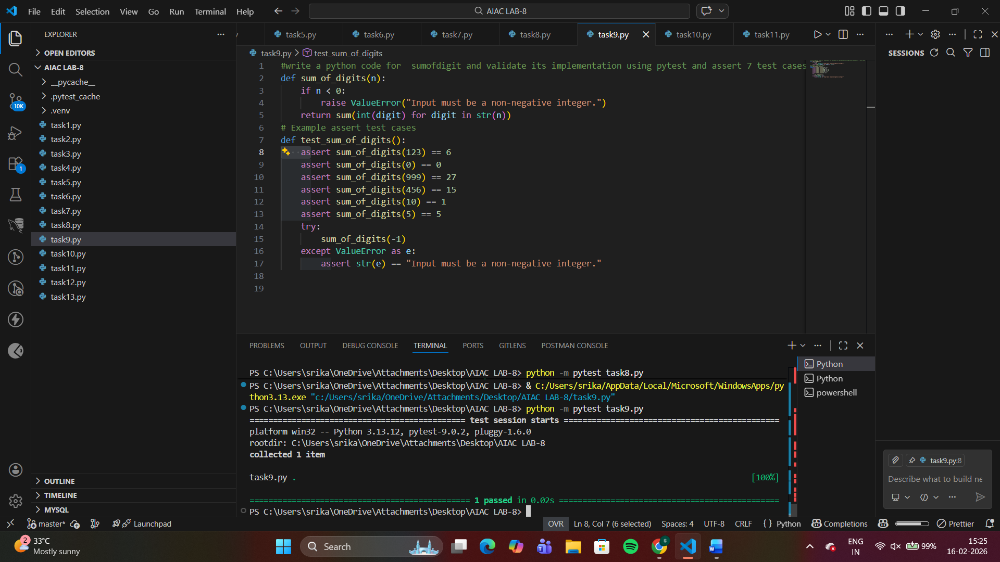 File Edit Selection View Go Run Terminal Help
AIAC LAB-8
EXPLORER
OPEN EDITORS
AIAC LAB-8
__pycache__
.pytest_cache
.venv
task1.py
task2.py
task3.py
task4.py
task5.py
task6.py
task7.py
task8.py
task9.py
task10.py
task11.py
task12.py
task13.py
OUTLINE
TIMELINE
MYSQL
10K
1
task5.py task6.py task7.py task8.py task9.py task10.py task11.py
task9.py > test_sum_of_digits
1 #write a python code for  sumofdigit and validate its implementation using pytest and assert 7 test cases
2 def sum_of_digits(n):
3     if n < 0:
4         raise ValueError("Input must be a non-negative integer.")
5     return sum(int(digit) for digit in str(n))
6 # Example assert test cases
7 def test_sum_of_digits():
8     assert sum_of_digits(123) == 6
9     assert sum_of_digits(0) == 0
10     assert sum_of_digits(999) == 27
11     assert sum_of_digits(456) == 15
12     assert sum_of_digits(10) == 1
13     assert sum_of_digits(5) == 5
14     try:
15         sum_of_digits(-1)
16     except ValueError as e:
17         assert str(e) == "Input must be a non-negative integer."
18
19
PROBLEMS OUTPUT DEBUG CONSOLE TERMINAL PORTS GITLENS POSTMAN CONSOLE
PS C:\Users\srika\OneDrive\Attachments\Desktop\AIAC LAB-8> python -m pytest task8.py
PS C:\Users\srika\OneDrive\Attachments\Desktop\AIAC LAB-8> & C:/Users/srika/AppData/Local/Microsoft/WindowsApps/py
thon3.13.exe "c:/Users/srika/OneDrive/Attachments/Desktop/AIAC LAB-8/task9.py"
PS C:\Users\srika\OneDrive\Attachments\Desktop\AIAC LAB-8> python -m pytest task9.py
============================================== test session starts ==============================================
platform win32 -- Python 3.13.12, pytest-9.0.2, pluggy-1.6.0
rootdir: C:\Users\srika\OneDrive\Attachments\Desktop\AIAC LAB-8
collected 1 item
task9.py . [100%]
=============================================== 1 passed in 0.02s ===============================================
PS C:\Users\srika\OneDrive\Attachments\Desktop\AIAC LAB-8>
Python
Python
powershell
SESSIONS
task9.py:8
Describe what to build ne
master* Launchpad OVR Ln 8, Col 7 (6 selected) Spaces: 4 UTF-8 CRLF { } Python Completions Prettier
2
33°C
Mostly sunny
Search
S
ENG
IN
99%
15:25
16-02-2026